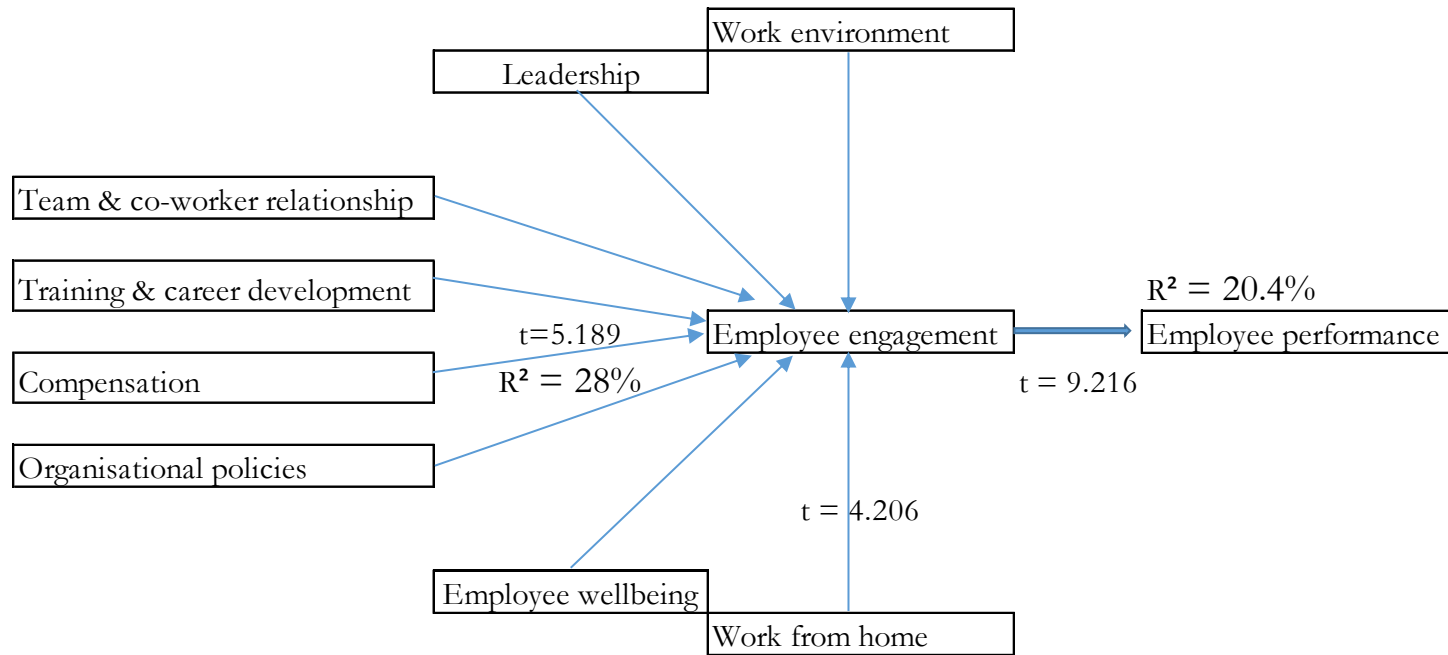 Work environment
Leadership
Team & co-worker relationship
Training & career development
R² = 20.4%
t=5.189
Employee engagement
Employee performance
Compensation
R² = 28%
t = 9.216
Organisational policies
t = 4.206
Employee wellbeing
Work from home